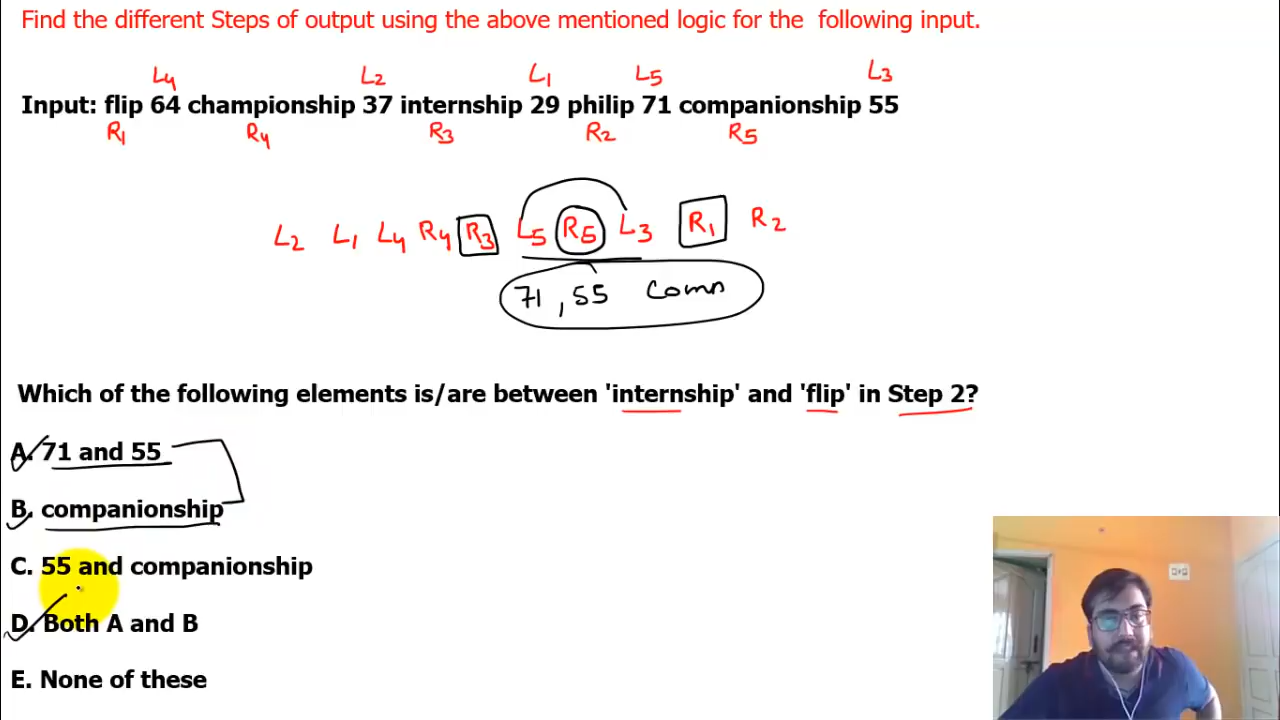 Find the different Steps of output using the above mentioned logic for the following input.
L4 L2 L1 L5 L3
Input: flip 64 championship 37 internship 29 philip 71 companionship 55
R1 R4 R3 R2 R5
L2 L1 L4 R4 R3 L5 R5 L3 R1 R2
71, 55 Comn
Which of the following elements is/are between 'internship' and 'flip' in Step 2?
A. 71 and 55
B. companionship
C. 55 and companionship
D. Both A and B
E. None of these